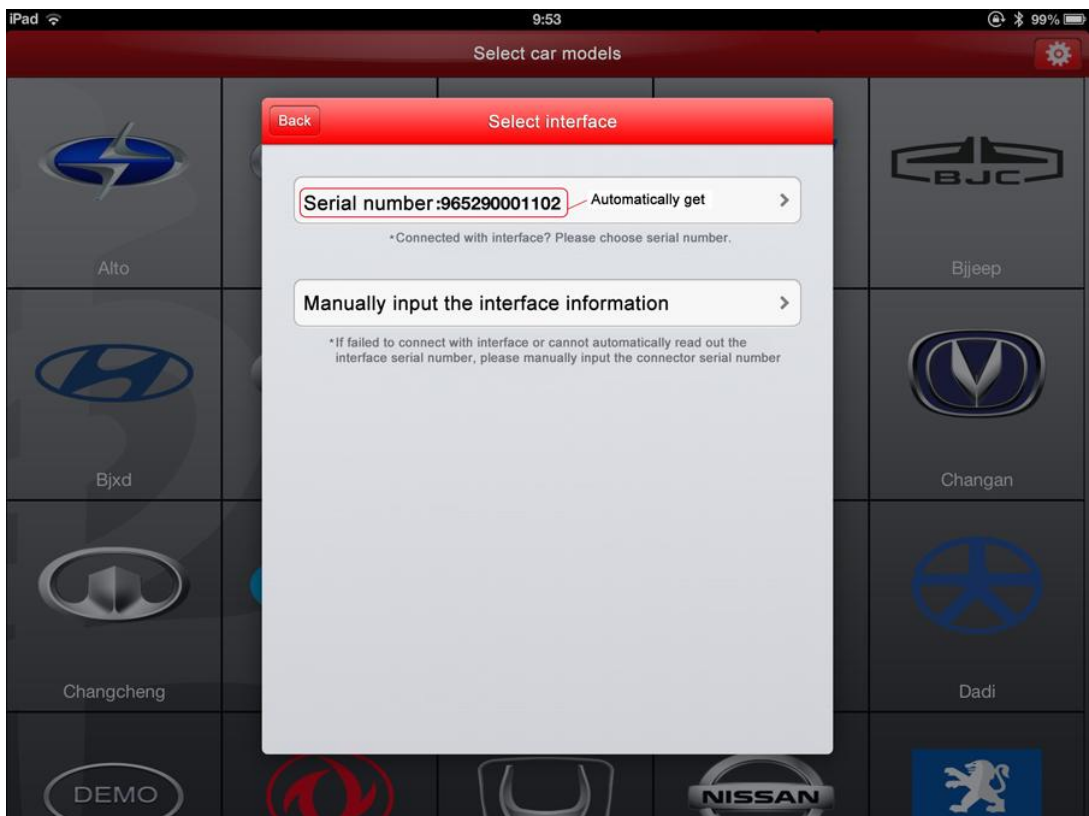 iPad 9:53 99%
Select car models
Back Select interface
Serial number:965290001102 Automatically get
*Connected with interface? Please choose serial number.
Manually input the interface information
*If failed to connect with interface or cannot automatically read out the
interface serial number, please manually input the connector serial number
BJC
Alto
Bjjeep
Bjxd
Changan
Changcheng
Dadi
DEMO
NISSAN